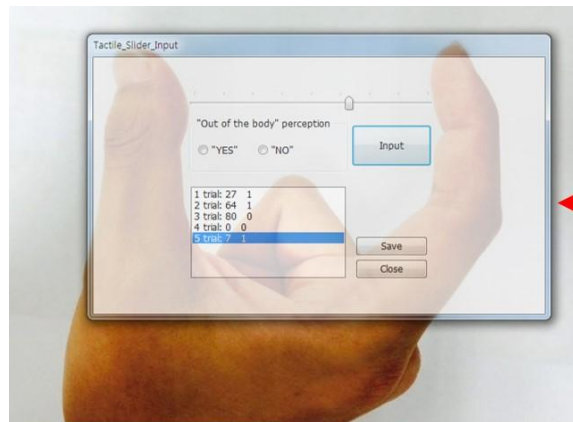 Tactile_Slider_Input
"Out of the body" perception
"YES" "NO"
Input
1 trial: 27 1
2 trial: 64 1
3 trial: 80 0
4 trial: 0 0
5 trial: 7 1
Save
Close